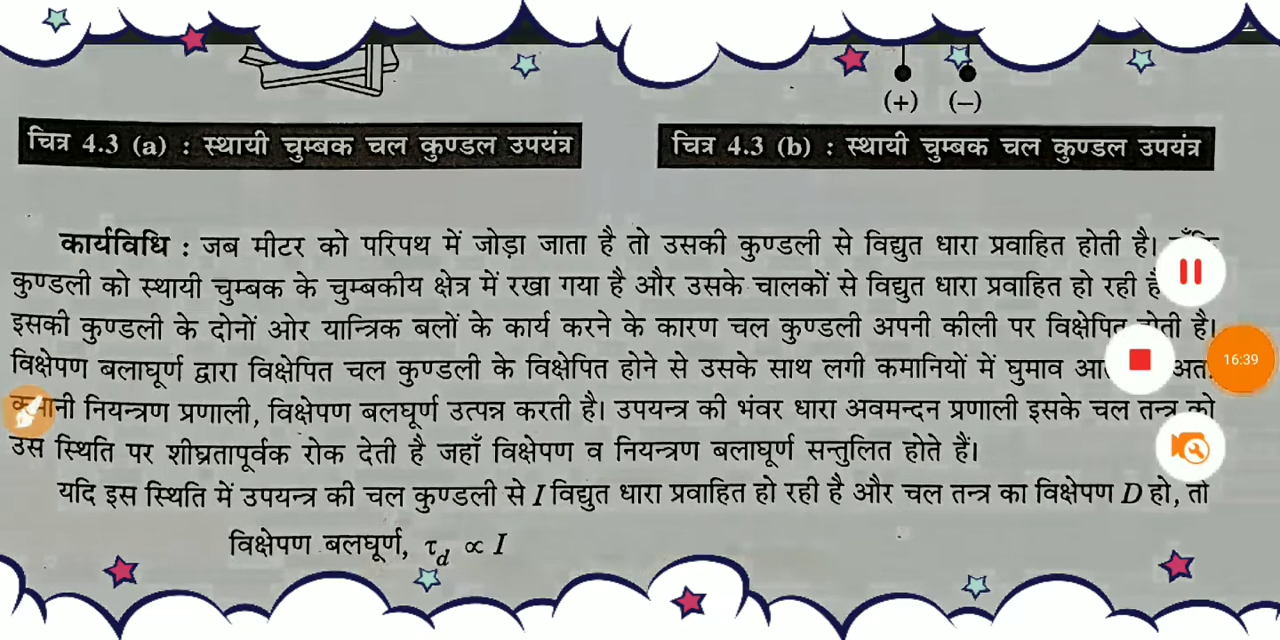 (+) (–)
चित्र 4.3 (a) : स्थायी चुम्बक चल कुण्डल उपयंत्र
चित्र 4.3 (b) : स्थायी चुम्बक चल कुण्डल उपयंत्र
कार्यविधि : जब मीटर को परिपथ में जोड़ा जाता है तो उसकी कुण्डली से विद्युत धारा प्रवाहित होती है।
कुण्डली को स्थायी चुम्बक के चुम्बकीय क्षेत्र में रखा गया है और उसके चालकों से विद्युत धारा प्रवाहित हो रही है
इसकी कुण्डली के दोनों ओर यान्त्रिक बलों के कार्य करने के कारण चल कुण्डली अपनी कीली पर विक्षेपित होती है।
विक्षेपण बलाघूर्ण द्वारा विक्षेपित चल कुण्डली के विक्षेपित होने से उसके साथ लगी कमानियों में घुमाव
कमानी नियन्त्रण प्रणाली, विक्षेपण बलघूर्ण उत्पन्न करती है। उपयन्त्र की भंवर धारा अवमन्दन प्रणाली इसके चल तन्त्र को
उस स्थिति पर शीघ्रतापूर्वक रोक देती है जहाँ विक्षेपण व नियन्त्रण बलाघूर्ण सन्तुलित होते हैं।
यदि इस स्थिति में उपयन्त्र की चल कुण्डली से I विद्युत धारा प्रवाहित हो रही है और चल तन्त्र का विक्षेपण D हो, तो
विक्षेपण बलघूर्ण, τd ∝ I
16:39